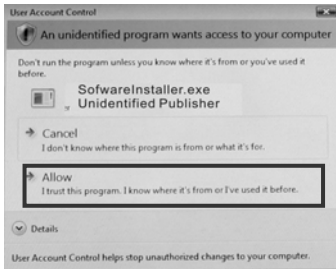 User Account Control
An unidentified program wants access to your computer
Don't run the program unless you know where it's from or you've used it
before.
SofwareInstaller.exe
Unidentified Publisher
Cancel
I don't know where this program is from or what it's for.
Allow
I trust this program. I know where it's from or I've used it before.
Details
User Account Control helps stop unauthorized changes to your computer.